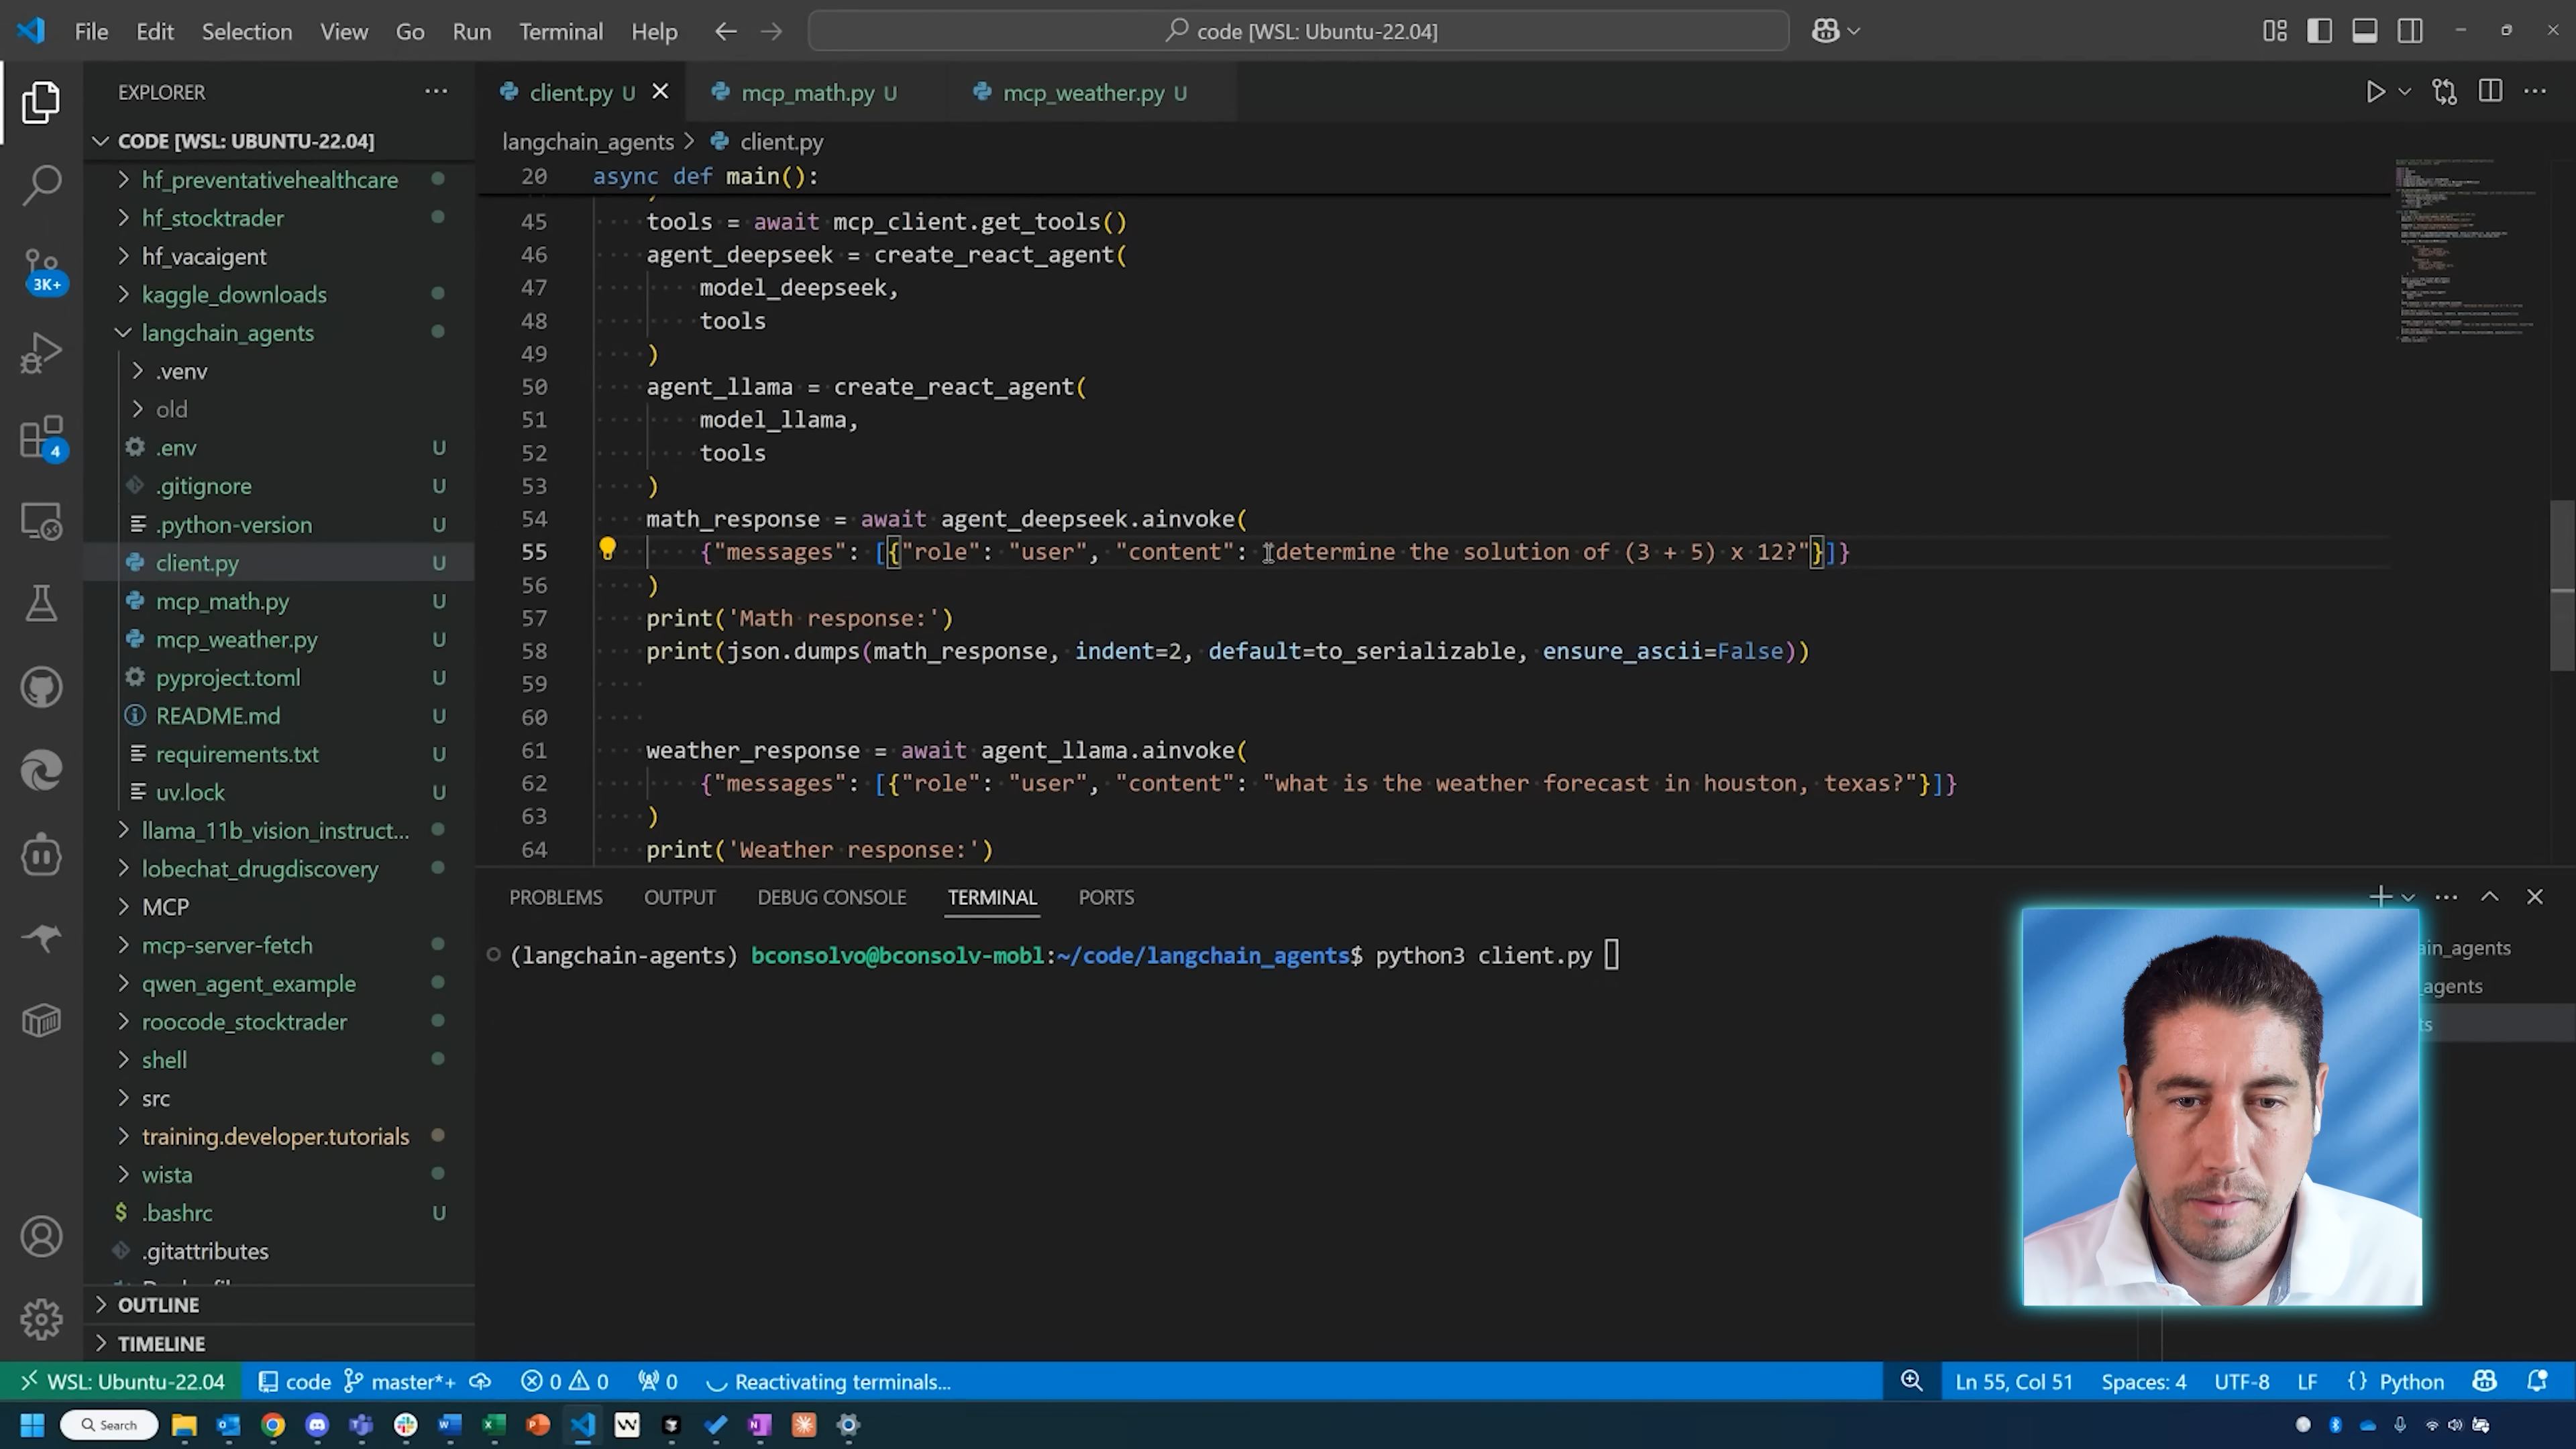 File Edit Selection View Go Run Terminal Help
code [WSL: Ubuntu-22.04]
EXPLORER
CODE [WSL: UBUNTU-22.04]
hf_preventativehealthcare
hf_stocktrader
hf_vacaigent
kaggle_downloads
langchain_agents
.venv
old
.env U
.gitignore U
.python-version U
client.py U
mcp_math.py U
mcp_weather.py U
pyproject.toml U
README.md U
requirements.txt U
uv.lock U
llama_11b_vision_instruct...
lobechat_drugdiscovery
MCP
mcp-server-fetch
qwen_agent_example
roocode_stocktrader
shell
src
training.developer.tutorials
wista
.bashrc U
.gitattributes
OUTLINE
TIMELINE
3K+
4
client.py U mcp_math.py U mcp_weather.py U
langchain_agents > client.py
20 async def main():
45 tools = await mcp_client.get_tools()
46 agent_deepseek = create_react_agent(
47 model_deepseek,
48 tools
49 )
50 agent_llama = create_react_agent(
51 model_llama,
52 tools
53 )
54 math_response = await agent_deepseek.ainvoke(
55 {"messages": [{"role": "user", "content": "determine the solution of (3 + 5) x 12?"}]}
56 )
57 print('Math response:')
58 print(json.dumps(math_response, indent=2, default=to_serializable, ensure_ascii=False))
59
60
61 weather_response = await agent_llama.ainvoke(
62 {"messages": [{"role": "user", "content": "what is the weather forecast in houston, texas?"}]}
63 )
64 print('Weather response:')
PROBLEMS OUTPUT DEBUG CONSOLE TERMINAL PORTS
(langchain-agents) bconsolvo@bconsolv-mobl:~/code/langchain_agents$ python3 client.py
WSL: Ubuntu-22.04 code master*+ 0 0 0 Reactivating terminals... Ln 55, Col 51 Spaces: 4 UTF-8 LF {} Python
Search